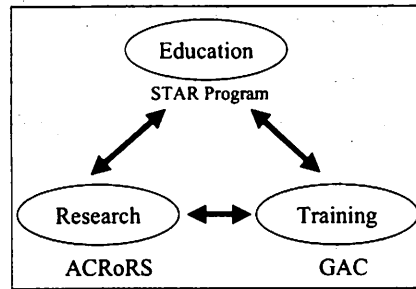 Education
STAR Program
Research
Training
ACRoRS
GAC